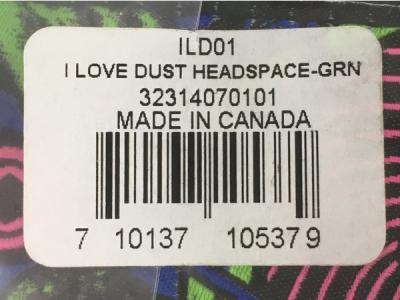 ILD01
I LOVE DUST HEADSPACE-GRN
32314070101
MADE IN CANADA
7 10137 10537 9